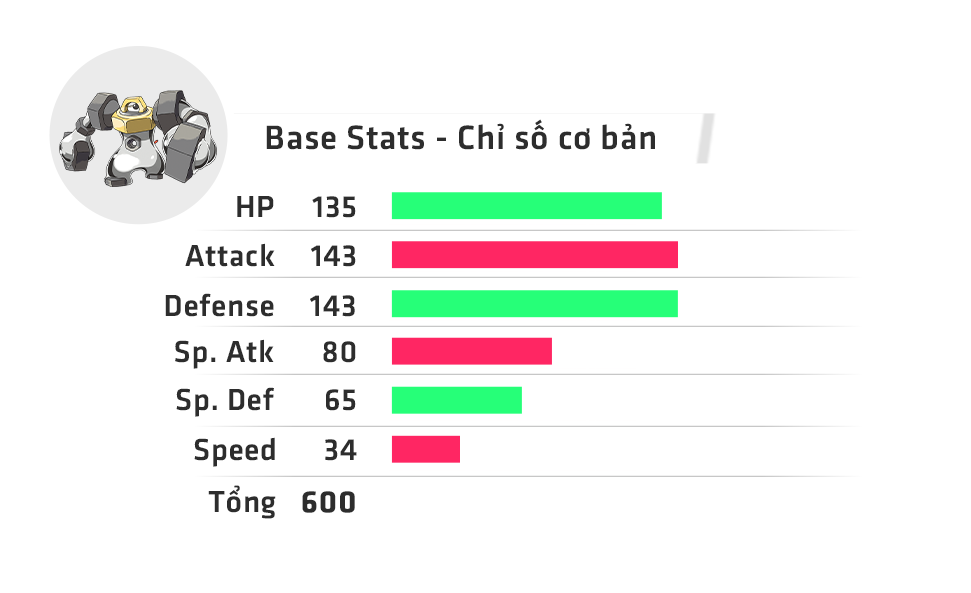 Base Stats - Chỉ số cơ bản
HP 135
Attack 143
Defense 143
Sp. Atk 80
Sp. Def 65
Speed 34
Tổng 600